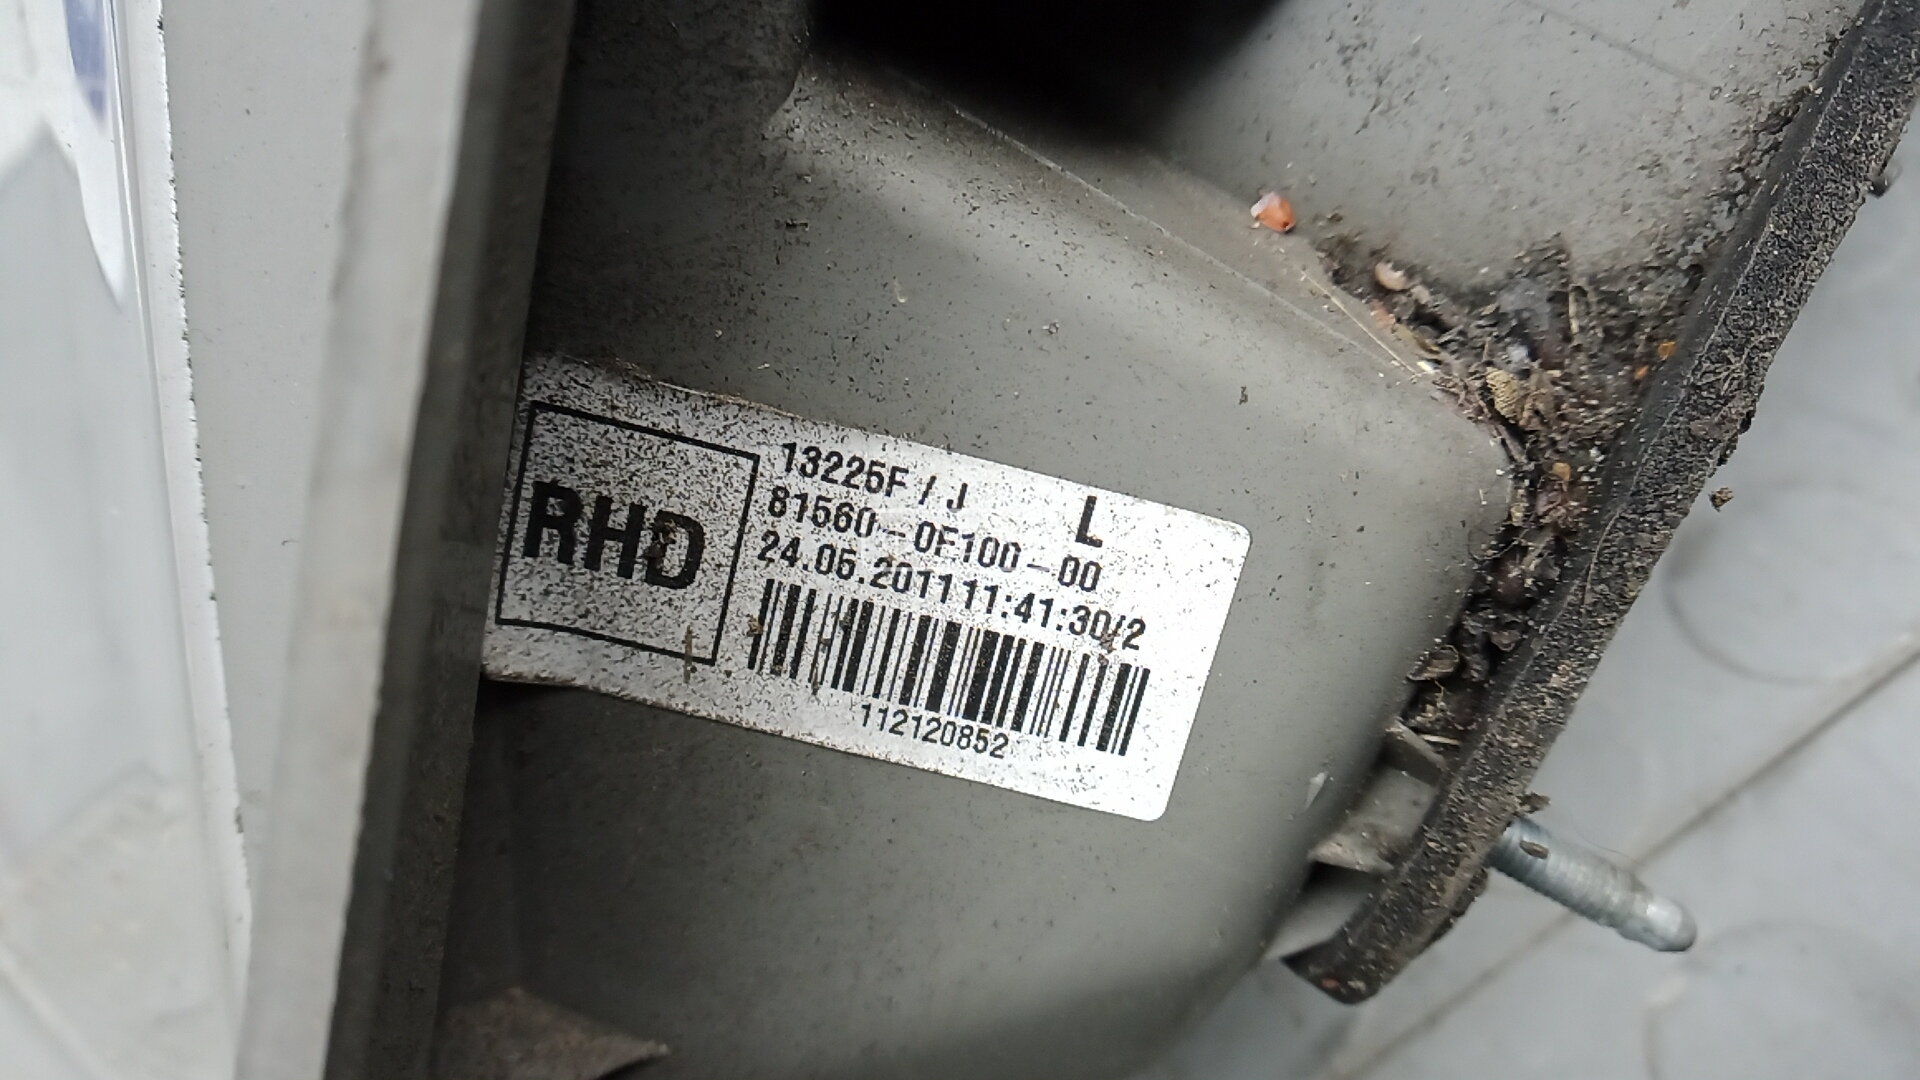 RHD
13225F / J
L
81560-0F100-00
24.05.2011 11:41:30/2
112120852